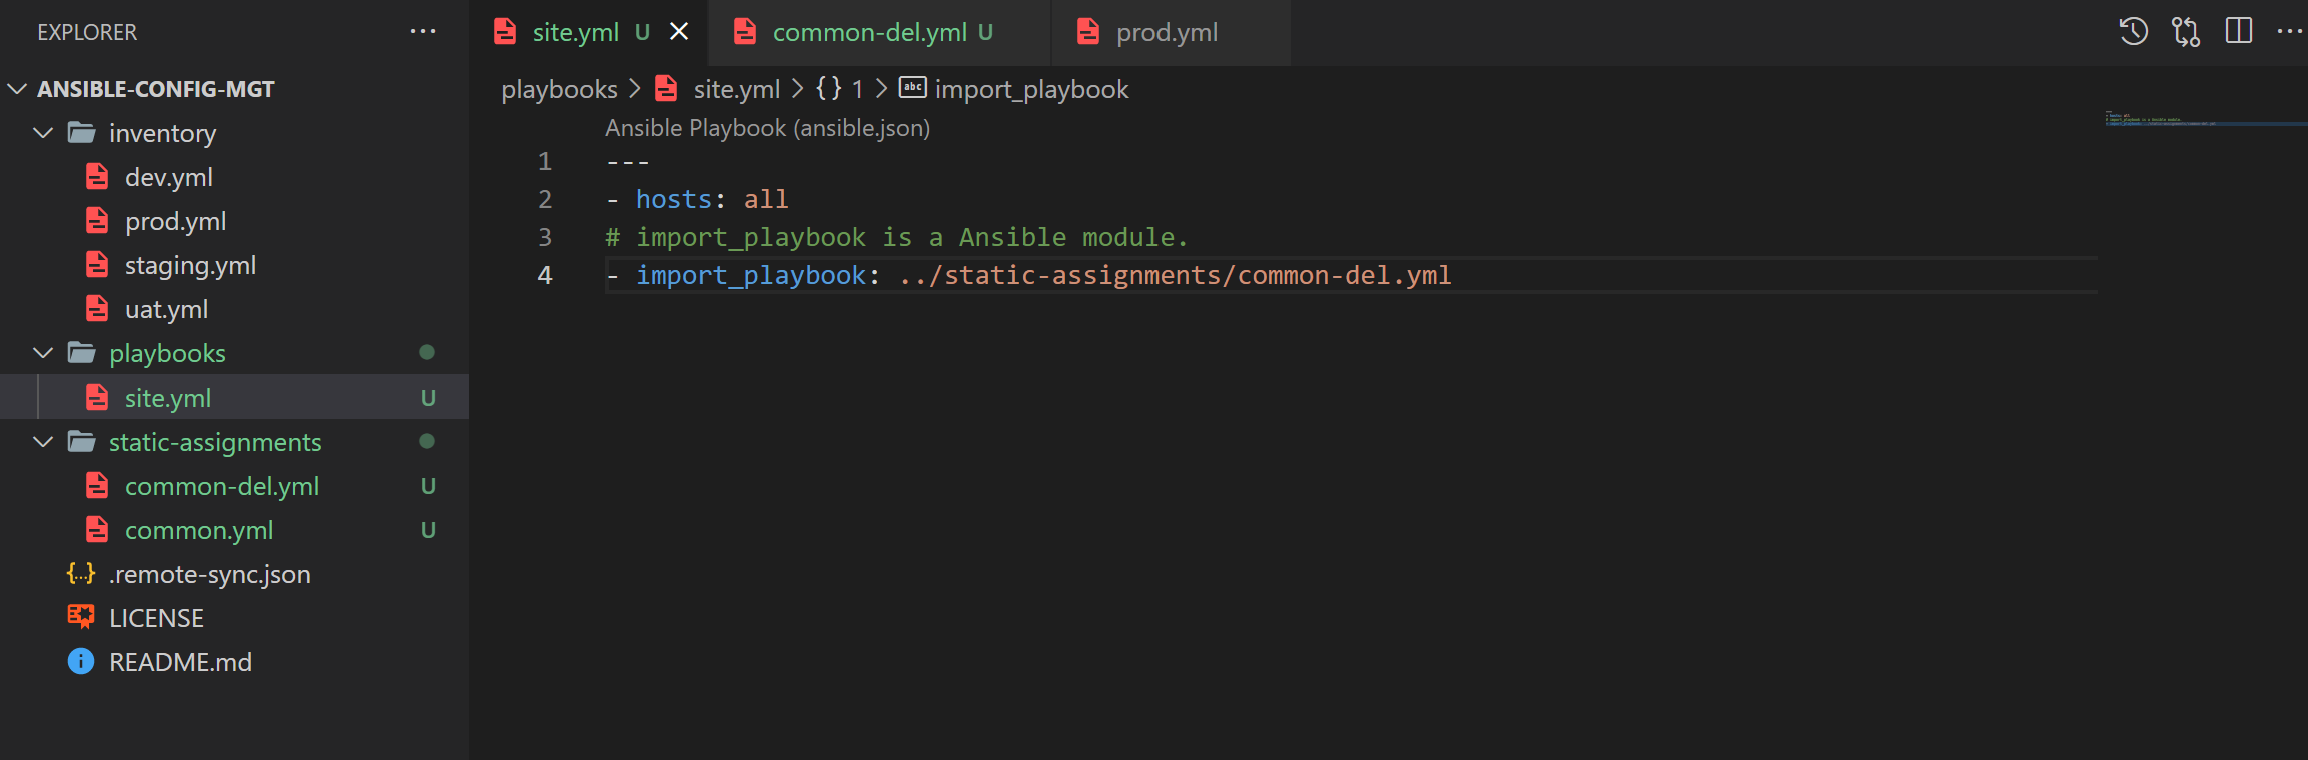 EXPLORER
ANSIBLE-CONFIG-MGT
inventory
dev.yml
prod.yml
staging.yml
uat.yml
playbooks
site.yml U
static-assignments
common-del.yml U
common.yml U
.remote-sync.json
LICENSE
README.md
site.yml U
common-del.yml U
prod.yml
playbooks > site.yml > {} 1 > abc import_playbook
Ansible Playbook (ansible.json)
1 ---
2 - hosts: all
3 # import_playbook is a Ansible module.
4 - import_playbook: ../static-assignments/common-del.yml